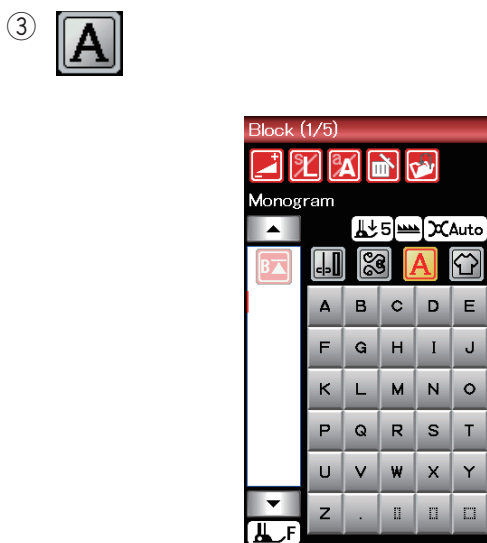 ③ A
Block (1/5)
S L a A
Monogram
5 Auto
B A
A B C D E
F G H I J
K L M N O
P Q R S T
U V W X Y
Z .
F